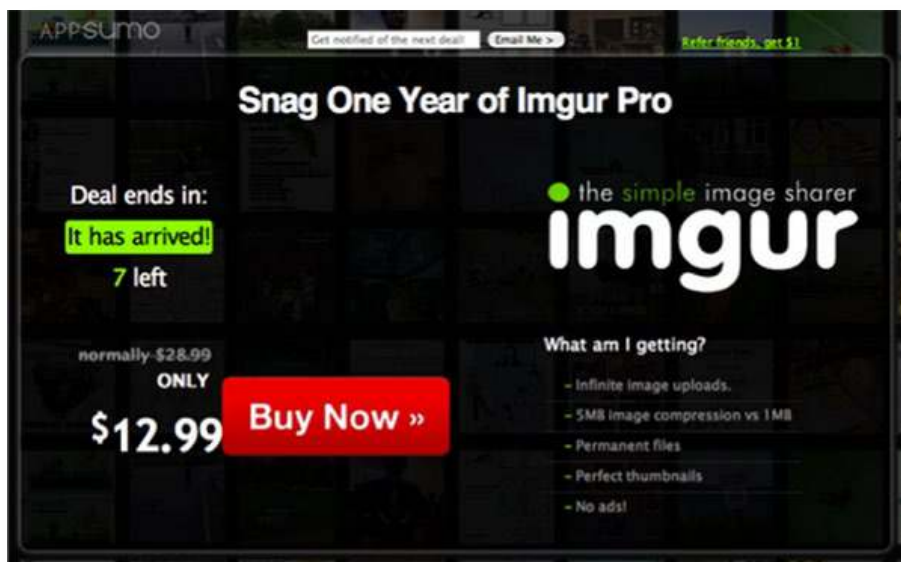 APPSUMO
Get notified of the next deal!
Email Me >
Refer friends, get $1
Snag One Year of Imgur Pro
Deal ends in:
It has arrived!
7 left
normally $28.99
ONLY
$12.99
Buy Now »
the simple image sharer
imgur
What am I getting?
- Infinite image uploads.
- 5MB image compression vs 1MB
- Permanent files
- Perfect thumbnails
- No ads!